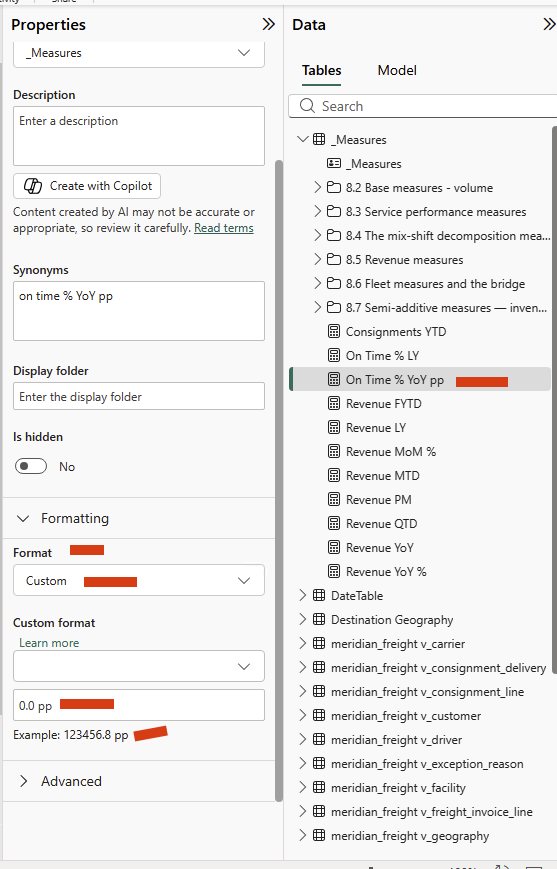 tivity
Share
Properties
_Measures
Description
Enter a description
Create with Copilot
Content created by AI may not be accurate or
appropriate, so review it carefully. Read terms
Synonyms
on time % YoY pp
Display folder
Enter the display folder
Is hidden
No
Formatting
Format
Custom
Custom format
Learn more
0.0 pp
Example: 123456.8 pp
Advanced
Data
Tables Model
Search
_Measures
_Measures
8.2 Base measures - volume
8.3 Service performance measures
8.4 The mix-shift decomposition mea...
8.5 Revenue measures
8.6 Fleet measures and the bridge
8.7 Semi-additive measures — inven...
Consignments YTD
On Time % LY
On Time % YoY pp
Revenue FYTD
Revenue LY
Revenue MoM %
Revenue MTD
Revenue PM
Revenue QTD
Revenue YoY
Revenue YoY %
DateTable
Destination Geography
meridian_freight v_carrier
meridian_freight v_consignment_delivery
meridian_freight v_consignment_line
meridian_freight v_customer
meridian_freight v_driver
meridian_freight v_exception_reason
meridian_freight v_facility
meridian_freight v_freight_invoice_line
meridian_freight v_geography